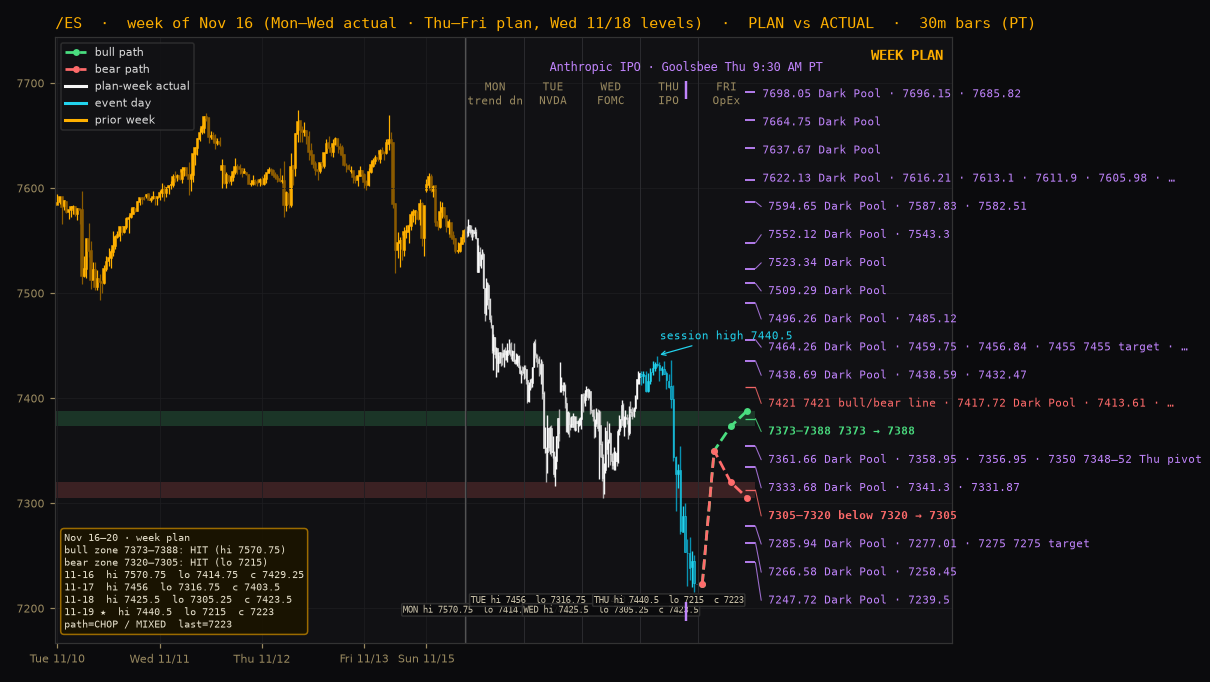 /ES  ·  week of Nov 16 (Mon–Wed actual · Thu–Fri plan, Wed 11/18 levels)  ·  PLAN vs ACTUAL  ·  30m bars (PT)
bull path
bear path
plan-week actual
event day
prior week
WEEK PLAN
Anthropic IPO · Goolsbee Thu 9:30 AM PT
MON
trend dn
TUE
NVDA
WED
FOMC
THU
IPO
FRI
OpEx
7700
7600
7500
7400
7300
7200
7698.05 Dark Pool · 7696.15 · 7685.82
7664.75 Dark Pool
7637.67 Dark Pool
7622.13 Dark Pool · 7616.21 · 7613.1 · 7611.9 · 7605.98 · …
7594.65 Dark Pool · 7587.83 · 7582.51
7552.12 Dark Pool · 7543.3
7523.34 Dark Pool
7509.29 Dark Pool
7496.26 Dark Pool · 7485.12
session high 7440.5
7464.26 Dark Pool · 7459.75 · 7456.84 · 7455 7455 target · …
7438.69 Dark Pool · 7438.59 · 7432.47
7421 7421 bull/bear line · 7417.72 Dark Pool · 7413.61 · …
7373–7388 7373 → 7388
7361.66 Dark Pool · 7358.95 · 7356.95 · 7350 7348–52 Thu pivot
7333.68 Dark Pool · 7341.3 · 7331.87
7305–7320 below 7320 → 7305
7285.94 Dark Pool · 7277.01 · 7275 7275 target
7266.58 Dark Pool · 7258.45
7247.72 Dark Pool · 7239.5
Nov 16–20 · week plan
bull zone 7373–7388: HIT (hi 7570.75)
bear zone 7320–7305: HIT (lo 7215)
11-16  hi 7570.75  lo 7414.75  c 7429.25
11-17  hi 7456  lo 7316.75  c 7403.5
11-18  hi 7425.5  lo 7305.25  c 7423.5
11-19 ★  hi 7440.5  lo 7215  c 7223
path=CHOP / MIXED  last=7223
TUE hi 7456  lo 7316.75
THU hi 7440.5  lo 7215  c 7223
MON hi 7570.75  lo 7414.
WED hi 7425.5  lo 7305.25  c 7423.5
Tue 11/10
Wed 11/11
Thu 11/12
Fri 11/13
Sun 11/15